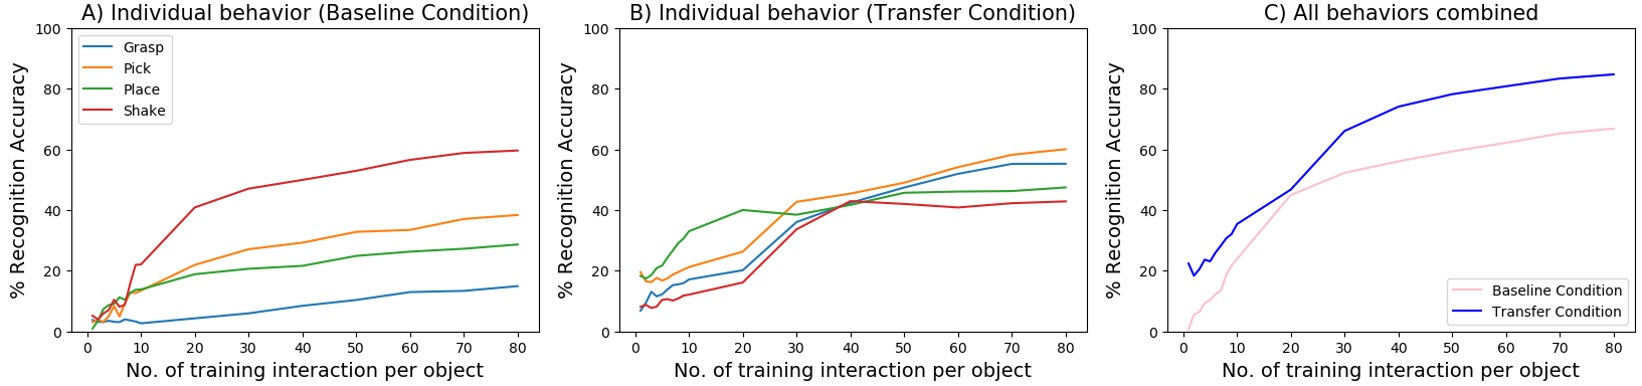 A) Individual behavior (Baseline Condition)
100
80
60
40
20
0
% Recognition Accuracy
Grasp
Pick
Place
Shake
0 10 20 30 40 50 60 70 80
No. of training interaction per object
B) Individual behavior (Transfer Condition)
100
80
60
40
20
0
% Recognition Accuracy
0 10 20 30 40 50 60 70 80
No. of training interaction per object
C) All behaviors combined
100
80
60
40
20
0
% Recognition Accuracy
Baseline Condition
Transfer Condition
0 10 20 30 40 50 60 70 80
No. of training interaction per object